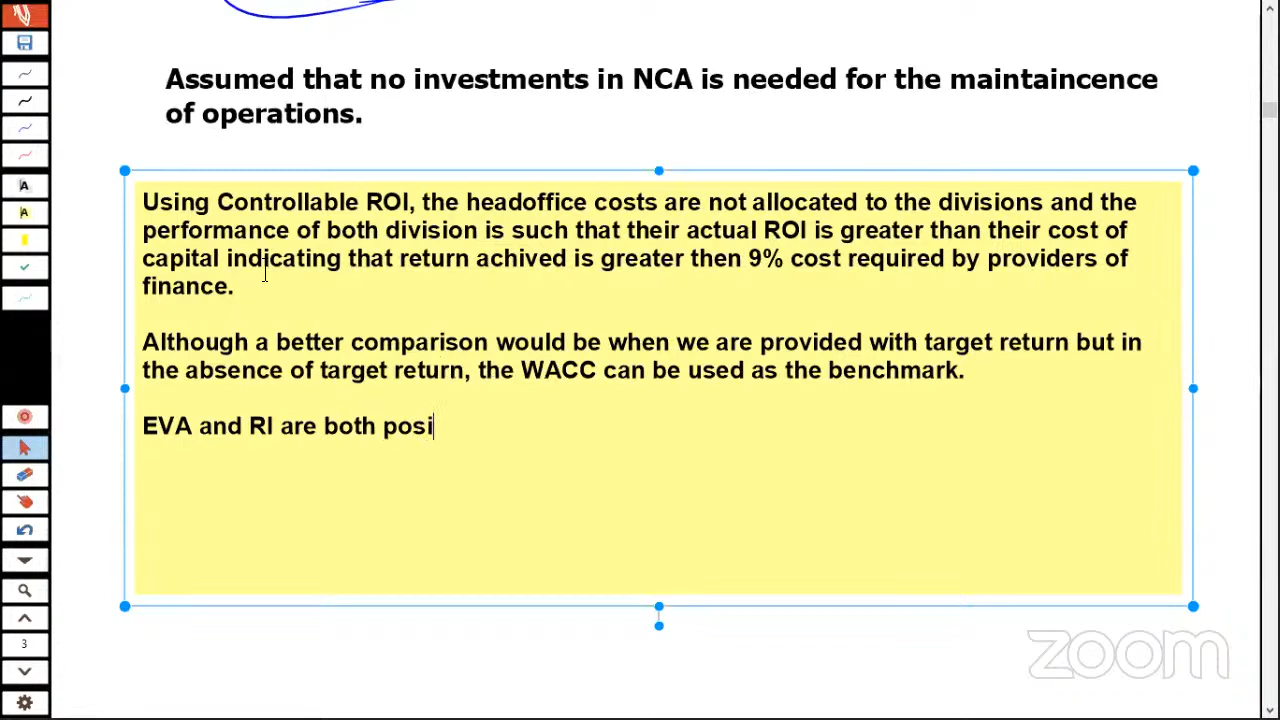 Assumed that no investments in NCA is needed for the maintaincence
of operations.
Using Controllable ROI, the headoffice costs are not allocated to the divisions and the
performance of both division is such that their actual ROI is greater than their cost of
capital indicating that return achived is greater then 9% cost required by providers of
finance.
Although a better comparison would be when we are provided with target return but in
the absence of target return, the WACC can be used as the benchmark.
EVA and RI are both posi
A
A
3
zoom